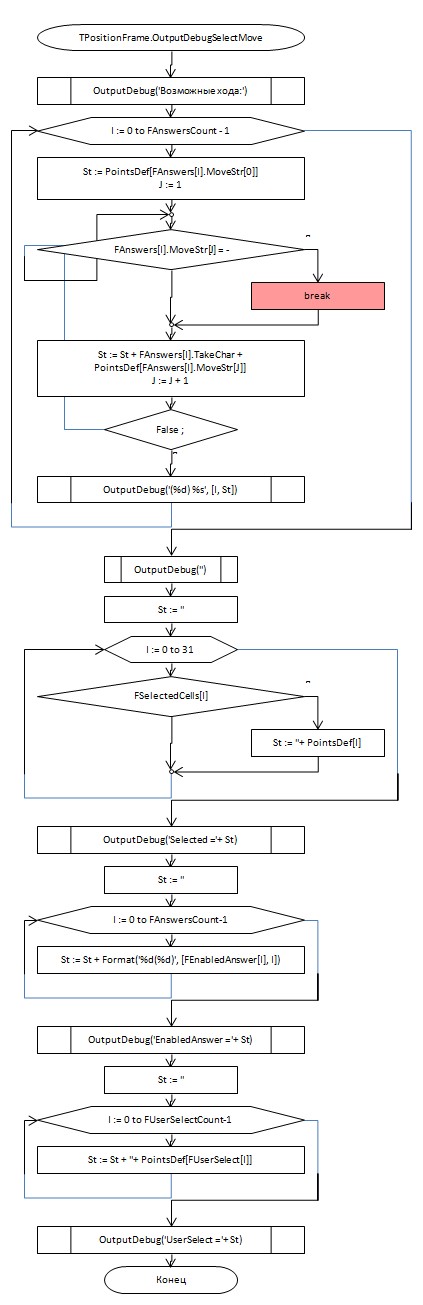 TPositionFrame.OutputDebugSelectMove
OutputDebug('Возможные хода:')
I := 0 to FAnswersCount - 1
St := PointsDef[FAnswers[I].MoveStr[0]]
J := 1
FAnswers[I].MoveStr[J] = -
break
St := St + FAnswers[I].TakeChar +
PointsDef[FAnswers[I].MoveStr[J]]
J := J + 1
False ;
OutputDebug('(%d) %s', [I, St])
OutputDebug('')
St := ''
I := 0 to 31
FSelectedCells[I]
St := ''+ PointsDef[I]
OutputDebug('Selected ='+ St)
St := ''
I := 0 to FAnswersCount-1
St := St + Format('%d(%d)', [FEnabledAnswer[I], I])
OutputDebug('EnabledAnswer ='+ St)
St := ''
I := 0 to FUserSelectCount-1
St := St + ''+ PointsDef[FUserSelect[I]]
OutputDebug('UserSelect ='+ St)
Конец